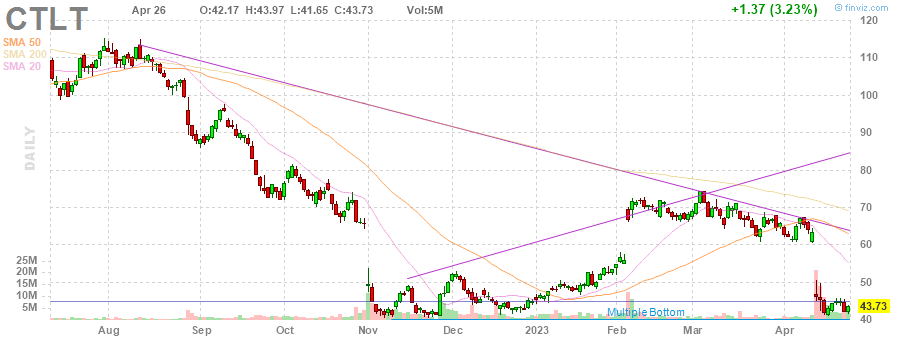 CTLT Apr 26 O:42.17 H:43.97 L:41.65 C:43.73 Vol:5M +1.37 (3.23%) © finviz.com
SMA 50
SMA 200
SMA 20
DAILY
120
110
100
90
80
70
60
50
43.73
40
25M
20M
15M
10M
5M
Multiple Bottom
Aug Sep Oct Nov Dec 2023 Feb Mar Apr